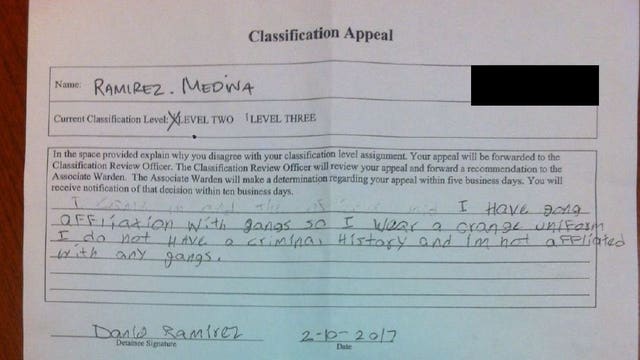 Classification Appeal
Name: RAMIREZ. MEDINA
Current Classification Level: X LEVEL TWO LEVEL THREE
In the space provided explain why you disagree with your classification level assignment. Your appeal will be forwarded to the
Classification Review Officer. The Classification Review Officer will review your appeal and forward a recommendation to the
Associate Warden. The Associate Warden will make a determination regarding your appeal within five business days. You will
receive notification of that decision within ten business days.
I Have gang
affliation with gangs so I wear a orange uniform
I do not Have a criminal History and im not affliated
with any gangs.
Daniel Ramirez 2-10-2017
Detainee Signature Date